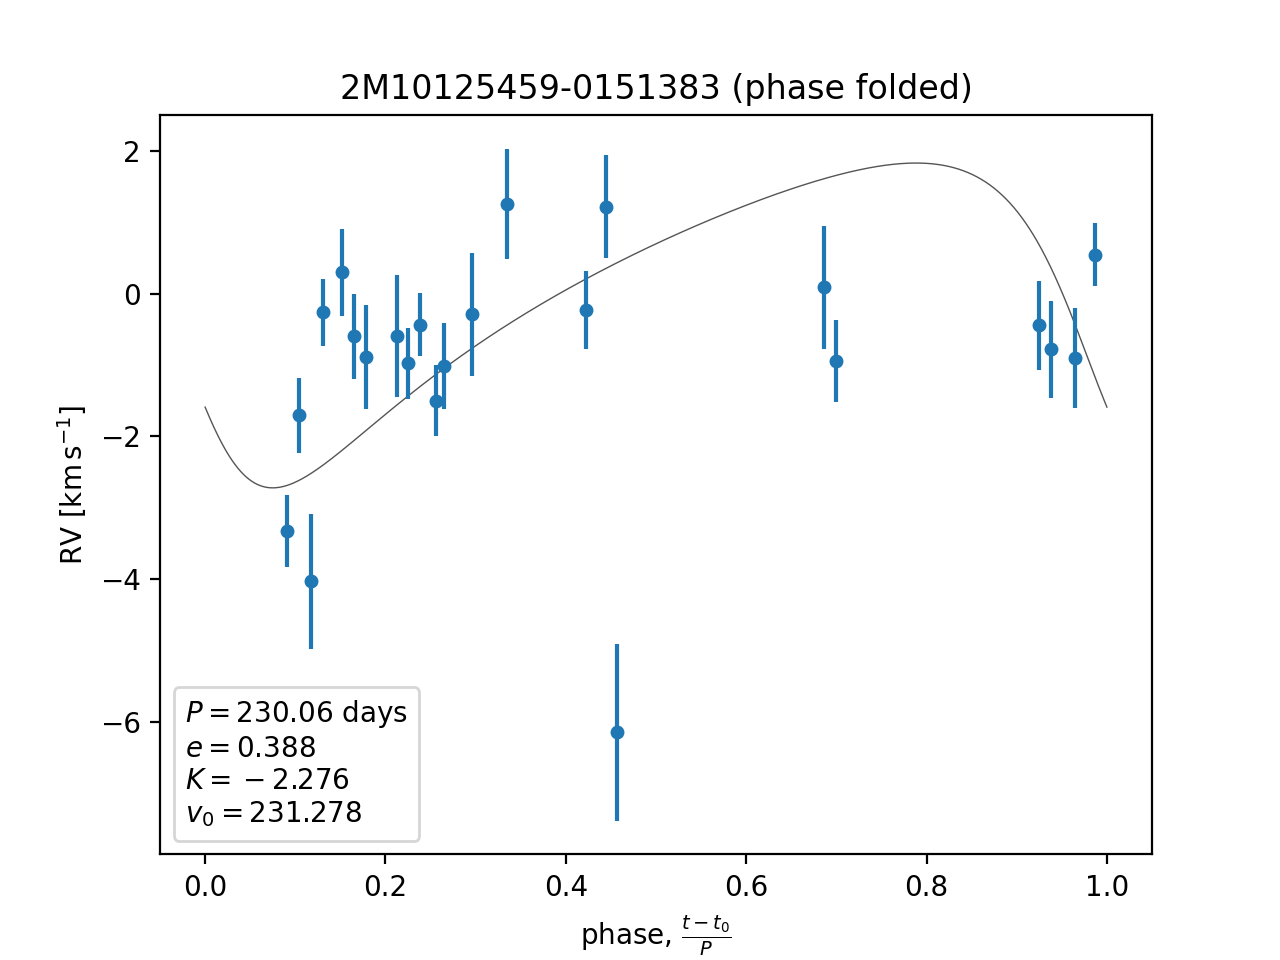 2M10125459-0151383 (phase folded)
2
0
−2
−4
−6
RV [km s⁻¹]
P = 230.06 days
e = 0.388
K = −2.276
v₀ = 231.278
0.0 0.2 0.4 0.6 0.8 1.0
phase, (t − t₀)/P